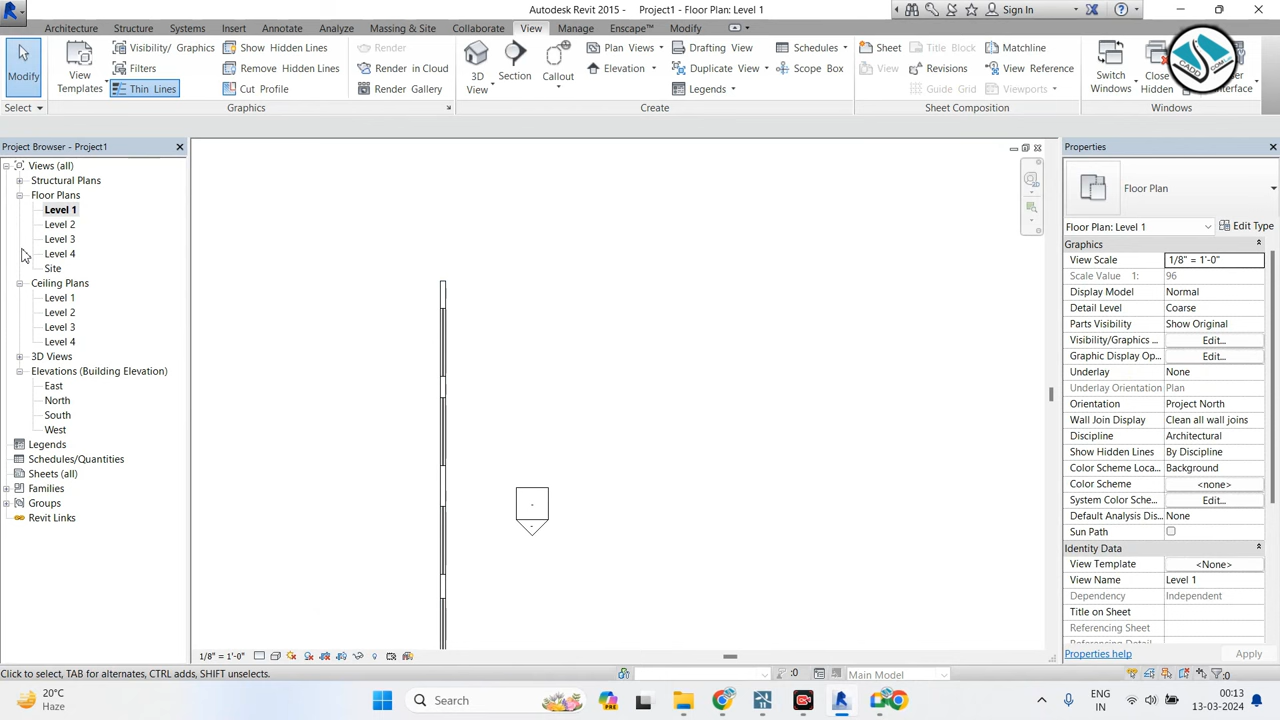 Autodesk Revit 2015 - Project1 - Floor Plan: Level 1
Sign In
Architecture Structure Systems Insert Annotate Analyze Massing & Site Collaborate View Manage Enscape™ Modify
Modify
View Templates
Visibility/ Graphics
Filters
Thin Lines
Show Hidden Lines
Remove Hidden Lines
Cut Profile
Render
Render in Cloud
Render Gallery
3D View
Section
Callout
Plan Views
Elevation
Drafting View
Duplicate View
Legends
Schedules
Scope Box
Sheet
View
Title Block
Revisions
Guide Grid
Matchline
View Reference
Viewports
Switch Windows
Close Hidden
Select
Graphics
Create
Sheet Composition
Windows
Project Browser - Project1
Views (all)
Structural Plans
Floor Plans
Level 1
Level 2
Level 3
Level 4
Site
Ceiling Plans
Level 1
Level 2
Level 3
Level 4
3D Views
Elevations (Building Elevation)
East
North
South
West
Legends
Schedules/Quantities
Sheets (all)
Families
Groups
Revit Links
Properties
Floor Plan
Floor Plan: Level 1 Edit Type
Graphics
View Scale 1/8" = 1'-0"
Scale Value 1: 96
Display Model Normal
Detail Level Coarse
Parts Visibility Show Original
Visibility/Graphics ... Edit...
Graphic Display Op... Edit...
Underlay None
Underlay Orientation Plan
Orientation Project North
Wall Join Display Clean all wall joins
Discipline Architectural
Show Hidden Lines By Discipline
Color Scheme Loca... Background
Color Scheme <none>
System Color Sche... Edit...
Default Analysis Dis... None
Sun Path
Identity Data
View Template <None>
View Name Level 1
Dependency Independent
Title on Sheet
Referencing Sheet
Properties help Apply
1/8" = 1'-0"
Click to select, TAB for alternates, CTRL adds, SHIFT unselects.
:0
Main Model
:0
20°C
Haze
Search
ENG
IN
00:13
13-03-2024